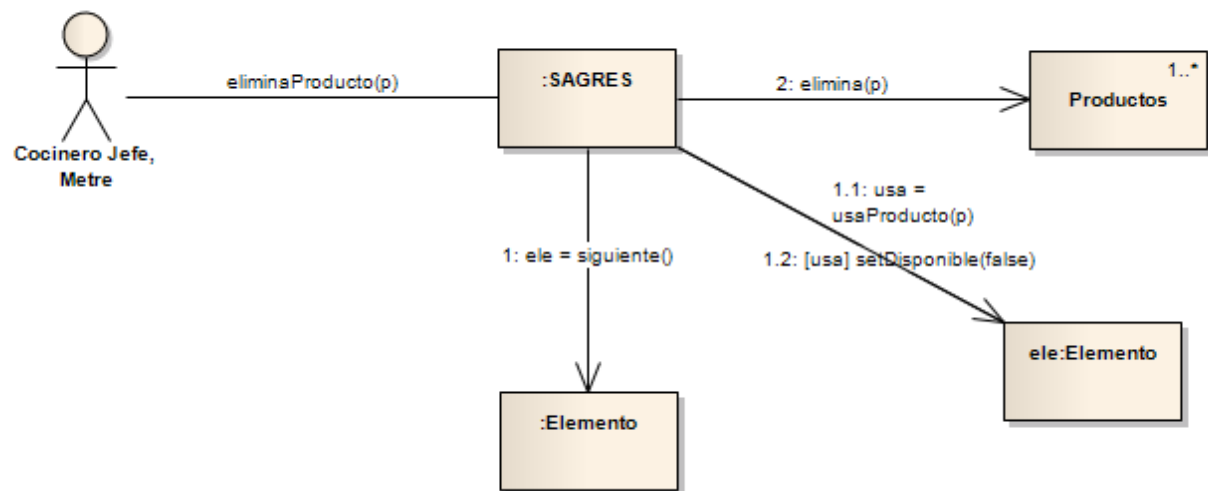 eliminaProducto(p)
Cocinero Jefe,
Metre
:SAGRES
2: elimina(p)
1..*
Productos
1.1: usa =
usaProducto(p)
1: ele = siguiente()
1.2: [usa] setDisponible(false)
ele:Elemento
:Elemento